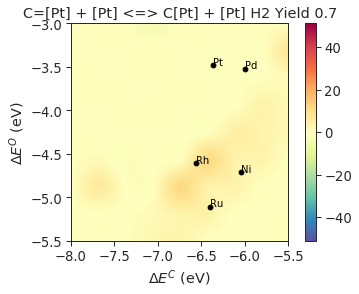 C=[Pt] + [Pt] <=> C[Pt] + [Pt] H2 Yield 0.7
−3.0
−3.5
−4.0
−4.5
−5.0
−5.5
ΔE^O (eV)
Pt
Pd
Rh
Ni
Ru
−8.0 −7.5 −7.0 −6.5 −6.0 −5.5
ΔE^C (eV)
40
20
0
−20
−40